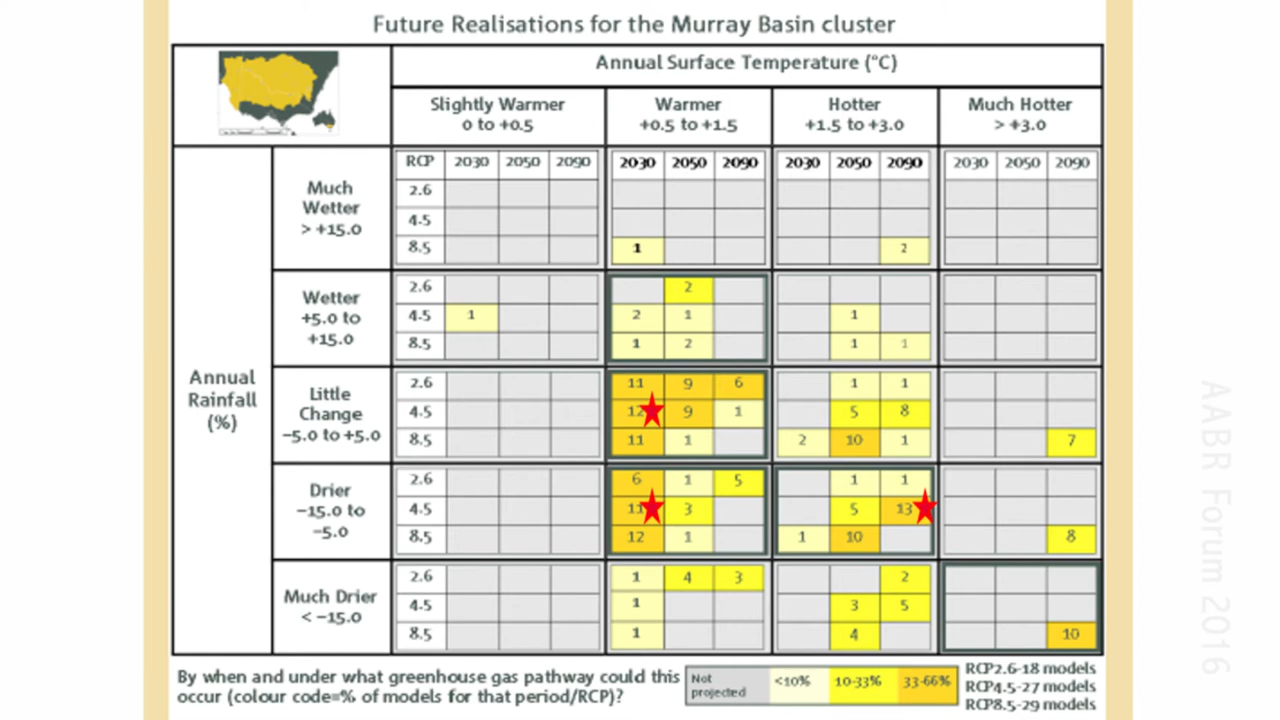 Future Realisations for the Murray Basin cluster
Annual Surface Temperature (°C)
Slightly Warmer Warmer Hotter Much Hotter
0 to +0.5 +0.5 to +1.5 +1.5 to +3.0 > +3.0
RCP 2030 2050 2090 2030 2050 2090 2030 2050 2090 2030 2050 2090
Much
Wetter
> +15.0
2.6
4.5
8.5 1 2
Wetter
+5.0 to
+15.0
2.6 2
4.5 1 2 1 1
8.5 1 2 1 1
Annual
Rainfall
(%)
Little
Change
−5.0 to +5.0
2.6 11 9 6 1 1
4.5 12 9 1 5 8
8.5 11 1 2 10 1 7
Drier
−15.0 to
−5.0
2.6 6 1 5 1 1
4.5 11 3 5 13
8.5 12 1 1 10 8
Much Drier
< −15.0
2.6 1 4 3 2
4.5 1 3 5
8.5 1 4 10
By when and under what greenhouse gas pathway could this
occur (colour code=% of models for that period/RCP)?
Not
projected
<10% 10-33% 33-66%
RCP2.6-18 models
RCP4.5-27 models
RCP8.5-29 models
AABR Forum 2016